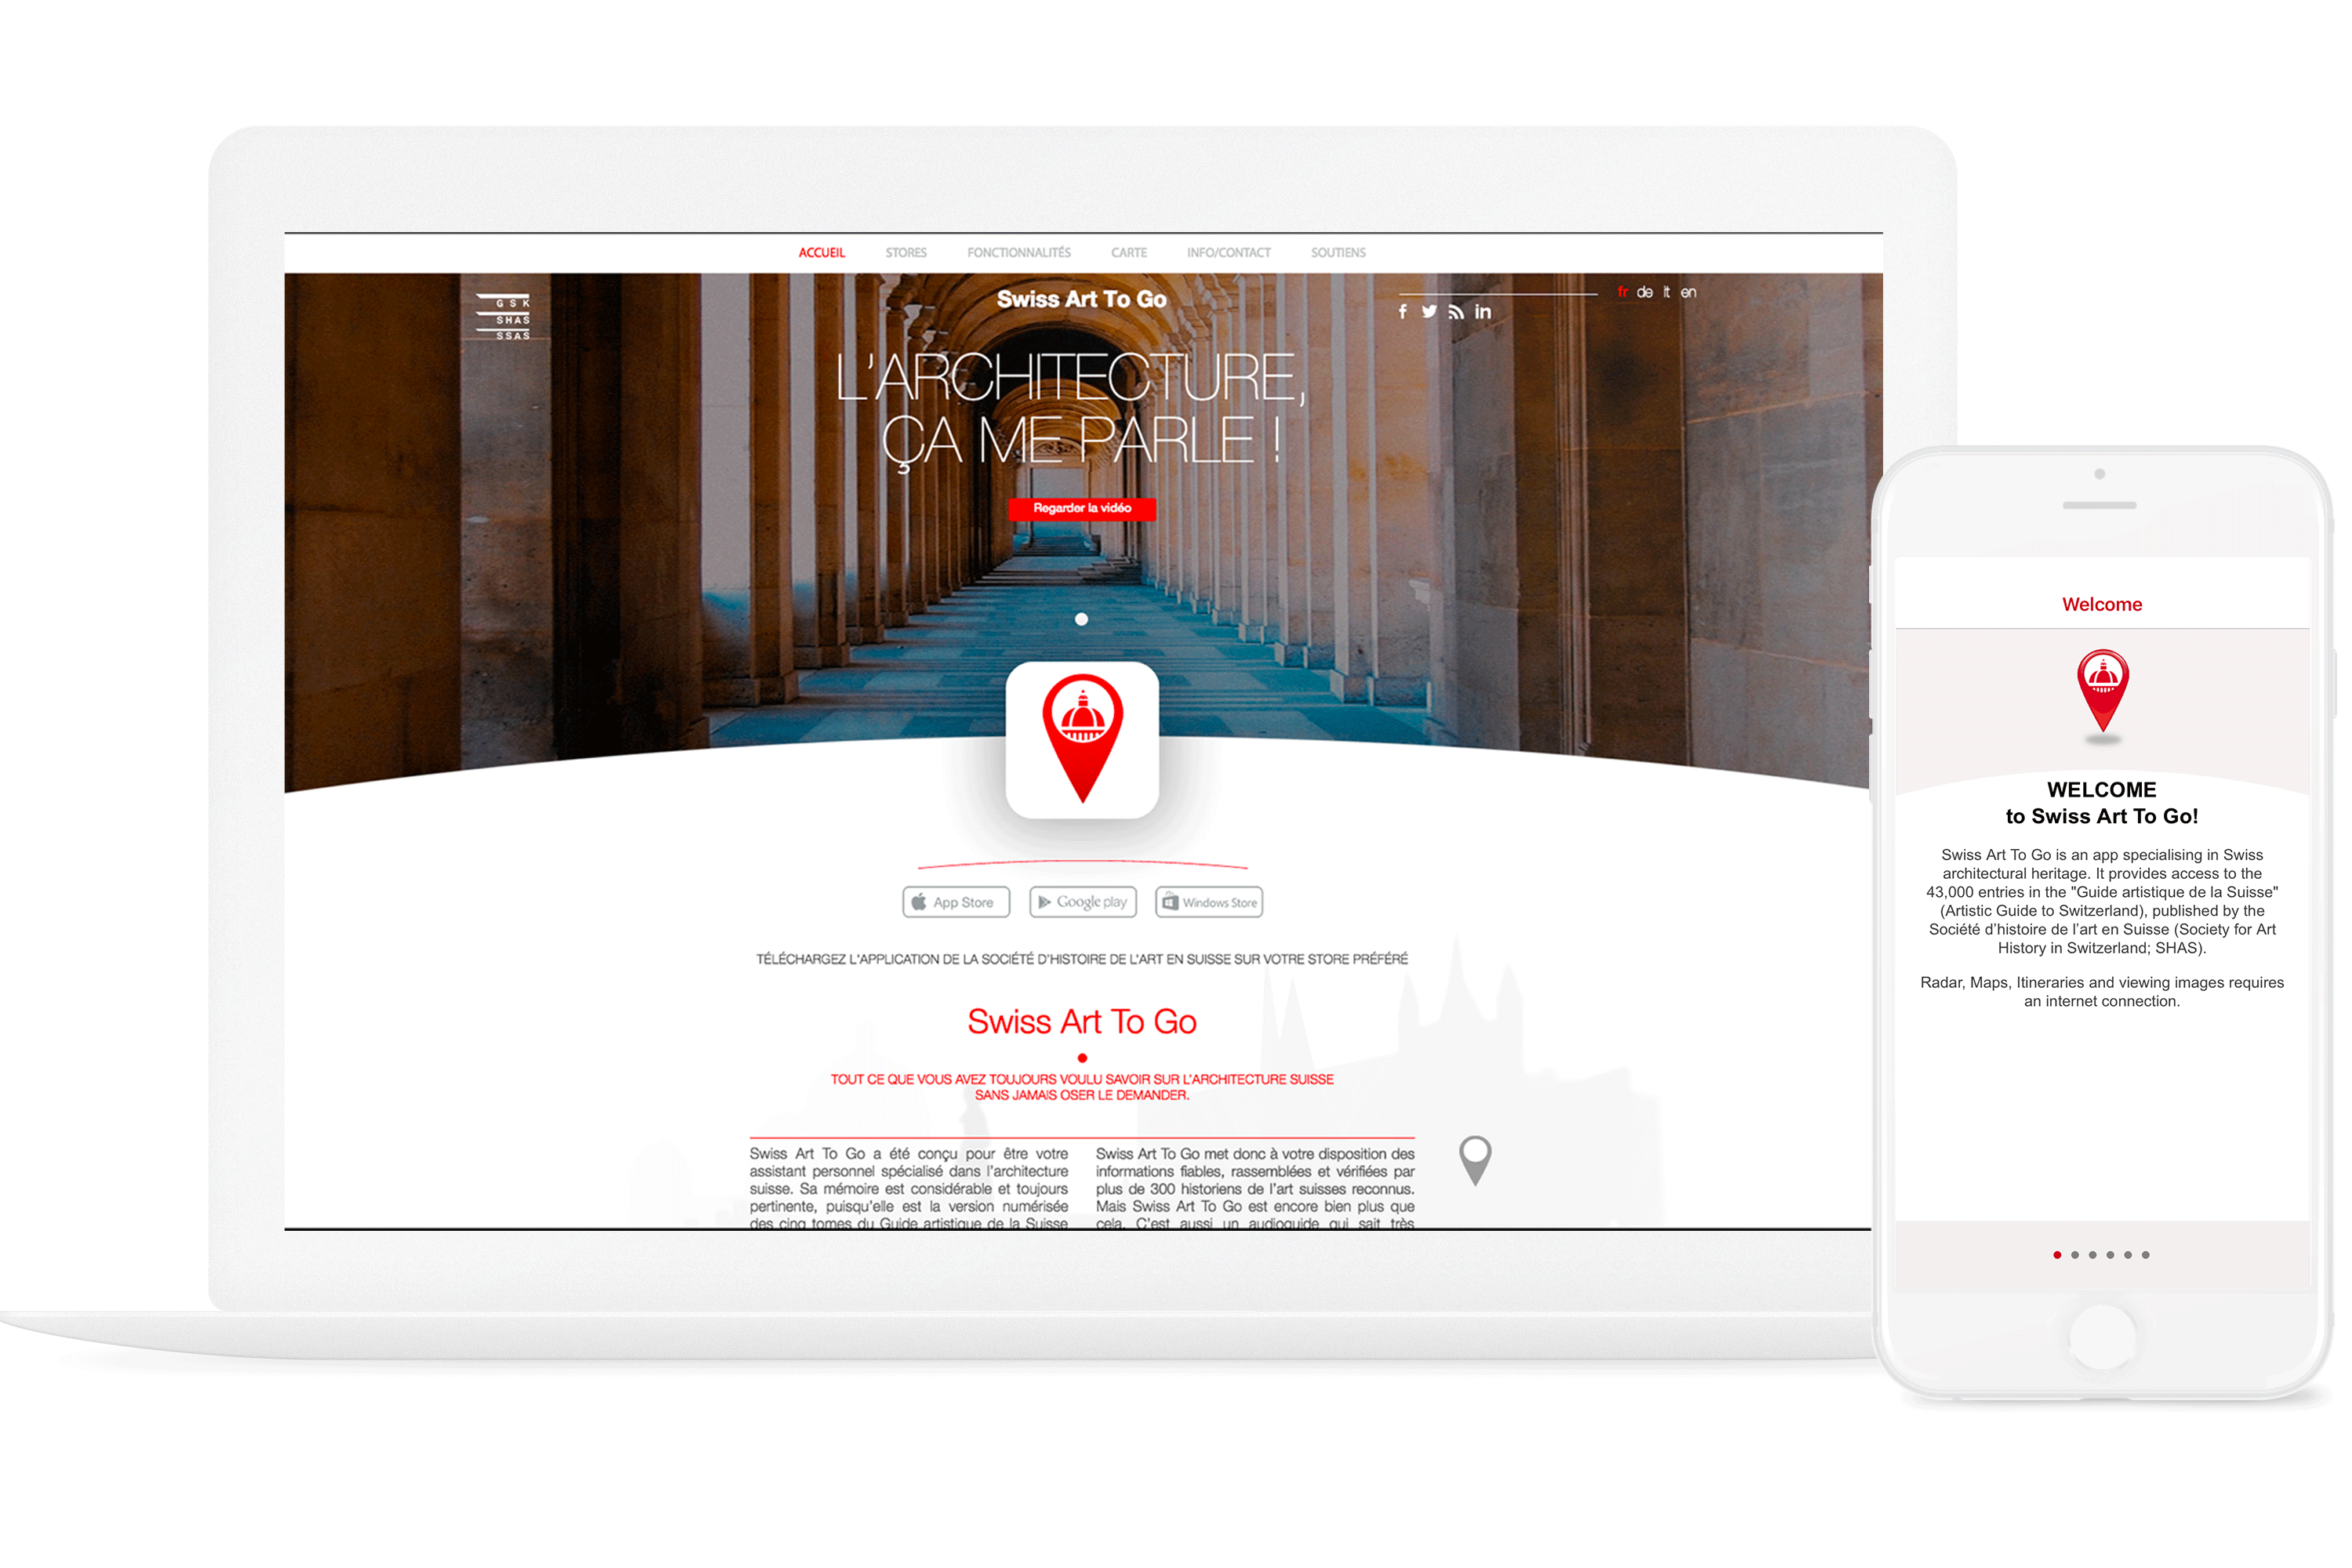 ACCUEIL STORES FONCTIONNALITÉS CARTE INFO/CONTACT SOUTIENS
GSK
SHAS
SSAS
Swiss Art To Go
fr de it en
L'ARCHITECTURE,
ÇA ME PARLE !
Regarder la vidéo
App Store
Google play
Windows Store
TÉLÉCHARGEZ L'APPLICATION DE LA SOCIÉTÉ D'HISTOIRE DE L'ART EN SUISSE SUR VOTRE STORE PRÉFÉRÉ
Swiss Art To Go
TOUT CE QUE VOUS AVEZ TOUJOURS VOULU SAVOIR SUR L'ARCHITECTURE SUISSE
SANS JAMAIS OSER LE DEMANDER.
Swiss Art To Go a été conçu pour être votre
assistant personnel spécialisé dans l'architecture
suisse. Sa mémoire est considérable et toujours
pertinente, puisqu'elle est la version numérisée
des cinq tomes du Guide artistique de la Suisse
Swiss Art To Go met donc à votre disposition des
informations fiables, rassemblées et vérifiées par
plus de 300 historiens de l'art suisses reconnus.
Mais Swiss Art To Go est encore bien plus que
cela. C'est aussi un audioguide qui sait très
Welcome
WELCOME
to Swiss Art To Go!
Swiss Art To Go is an app specialising in Swiss
architectural heritage. It provides access to the
43,000 entries in the "Guide artistique de la Suisse"
(Artistic Guide to Switzerland), published by the
Société d'histoire de l'art en Suisse (Society for Art
History in Switzerland; SHAS).
Radar, Maps, Itineraries and viewing images requires
an internet connection.